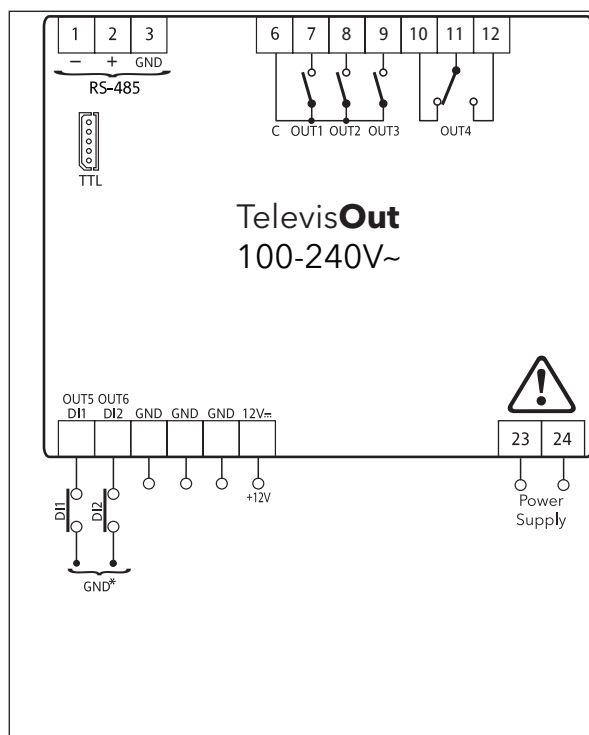 1 2 3 6 7 8 9 10 11 12
− + GND
RS-485
C OUT1 OUT2 OUT3 OUT4
TTL
TelevisOut
100-240V~
OUT5 OUT6
DI1 DI2 GND GND GND 12V⎓
23 24
+12V
Power
Supply
DI1 DI2
GND*